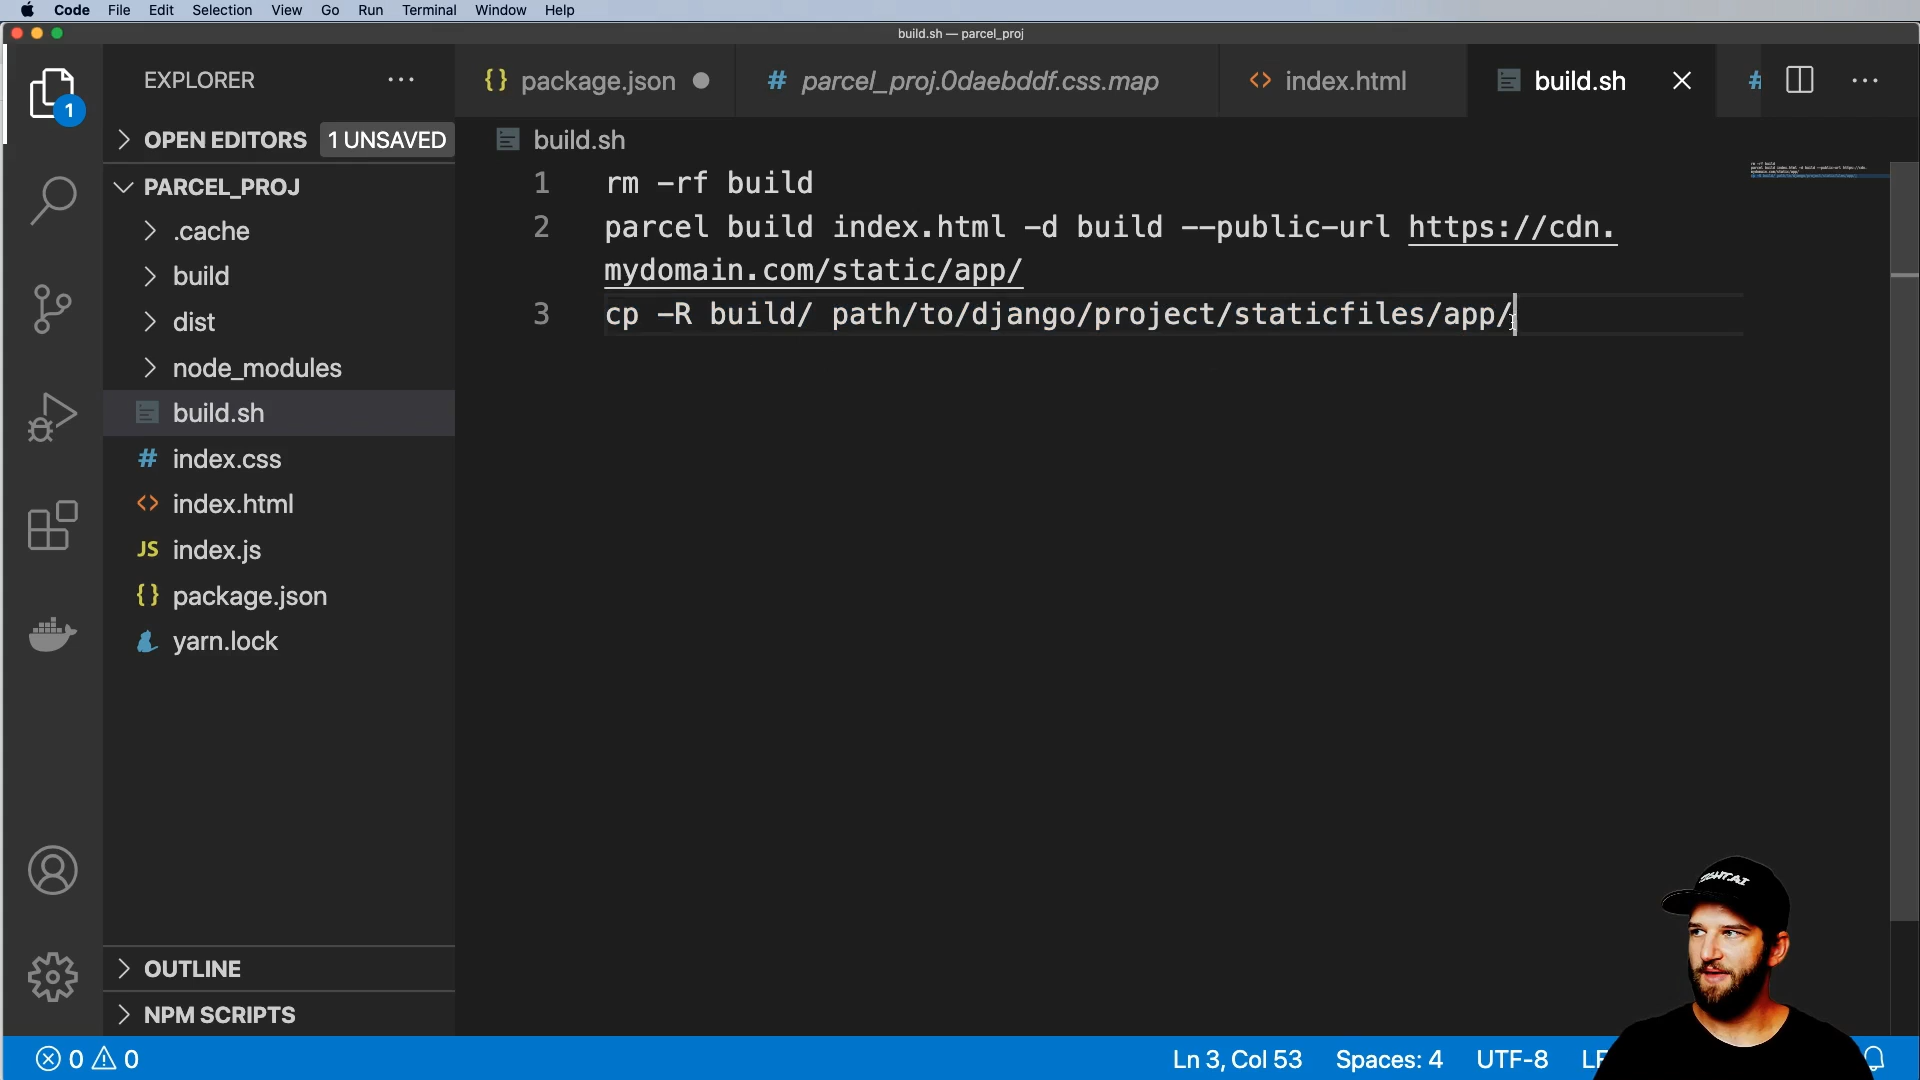 Code File Edit Selection View Go Run Terminal Window Help
build.sh — parcel_proj
EXPLORER
package.json
parcel_proj.0daebddf.css.map
index.html
build.sh
1
OPEN EDITORS 1 UNSAVED
build.sh
PARCEL_PROJ
.cache
build
dist
node_modules
build.sh
index.css
index.html
JS index.js
package.json
yarn.lock
1 rm -rf build
2 parcel build index.html -d build --public-url https://cdn.
mydomain.com/static/app/
3 cp -R build/ path/to/django/project/staticfiles/app/
OUTLINE
NPM SCRIPTS
0 0
Ln 3, Col 53 Spaces: 4 UTF-8